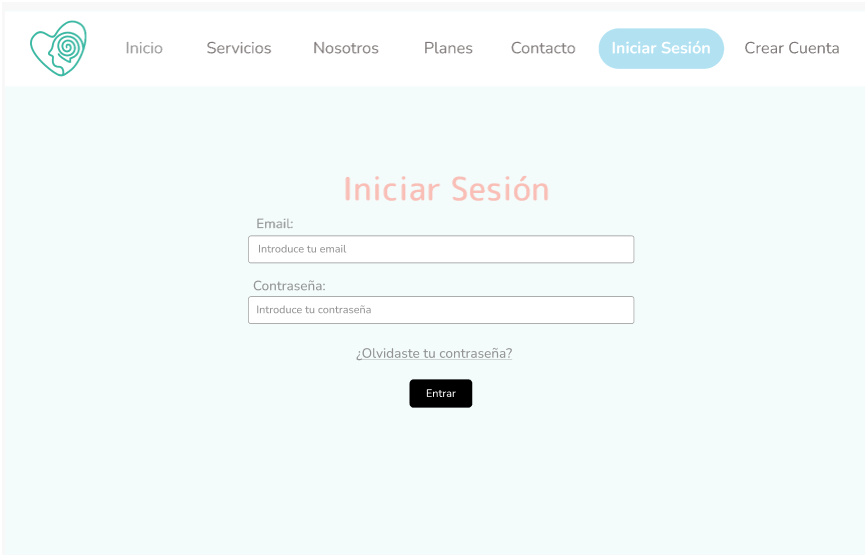 Inicio Servicios Nosotros Planes Contacto Iniciar Sesión Crear Cuenta
Iniciar Sesión
Email:
Introduce tu email
Contraseña:
Introduce tu contraseña
¿Olvidaste tu contraseña?
Entrar